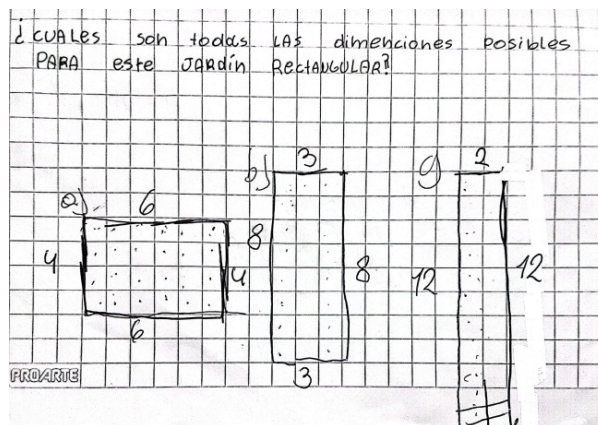 ¿CUALES son todas LAS dimenciones posibles
PARA este JARdín RectANGULAR?
a) 6
4 4
6
b) 3
8 8
3
c) 2
12 12
PROARTE